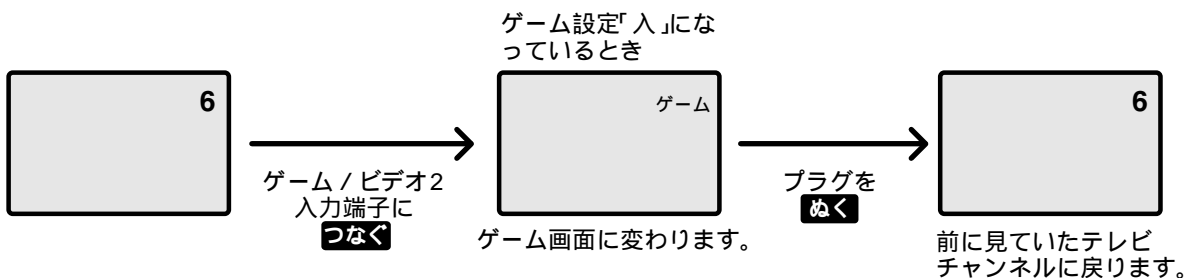 ゲーム設定「入」にな
っているとき
6
ゲーム
6
ゲーム / ビデオ2
入力端子に
つなぐ
プラグを
ぬく
ゲーム画面に変わります。
前に見ていたテレビ
チャンネルに戻ります。